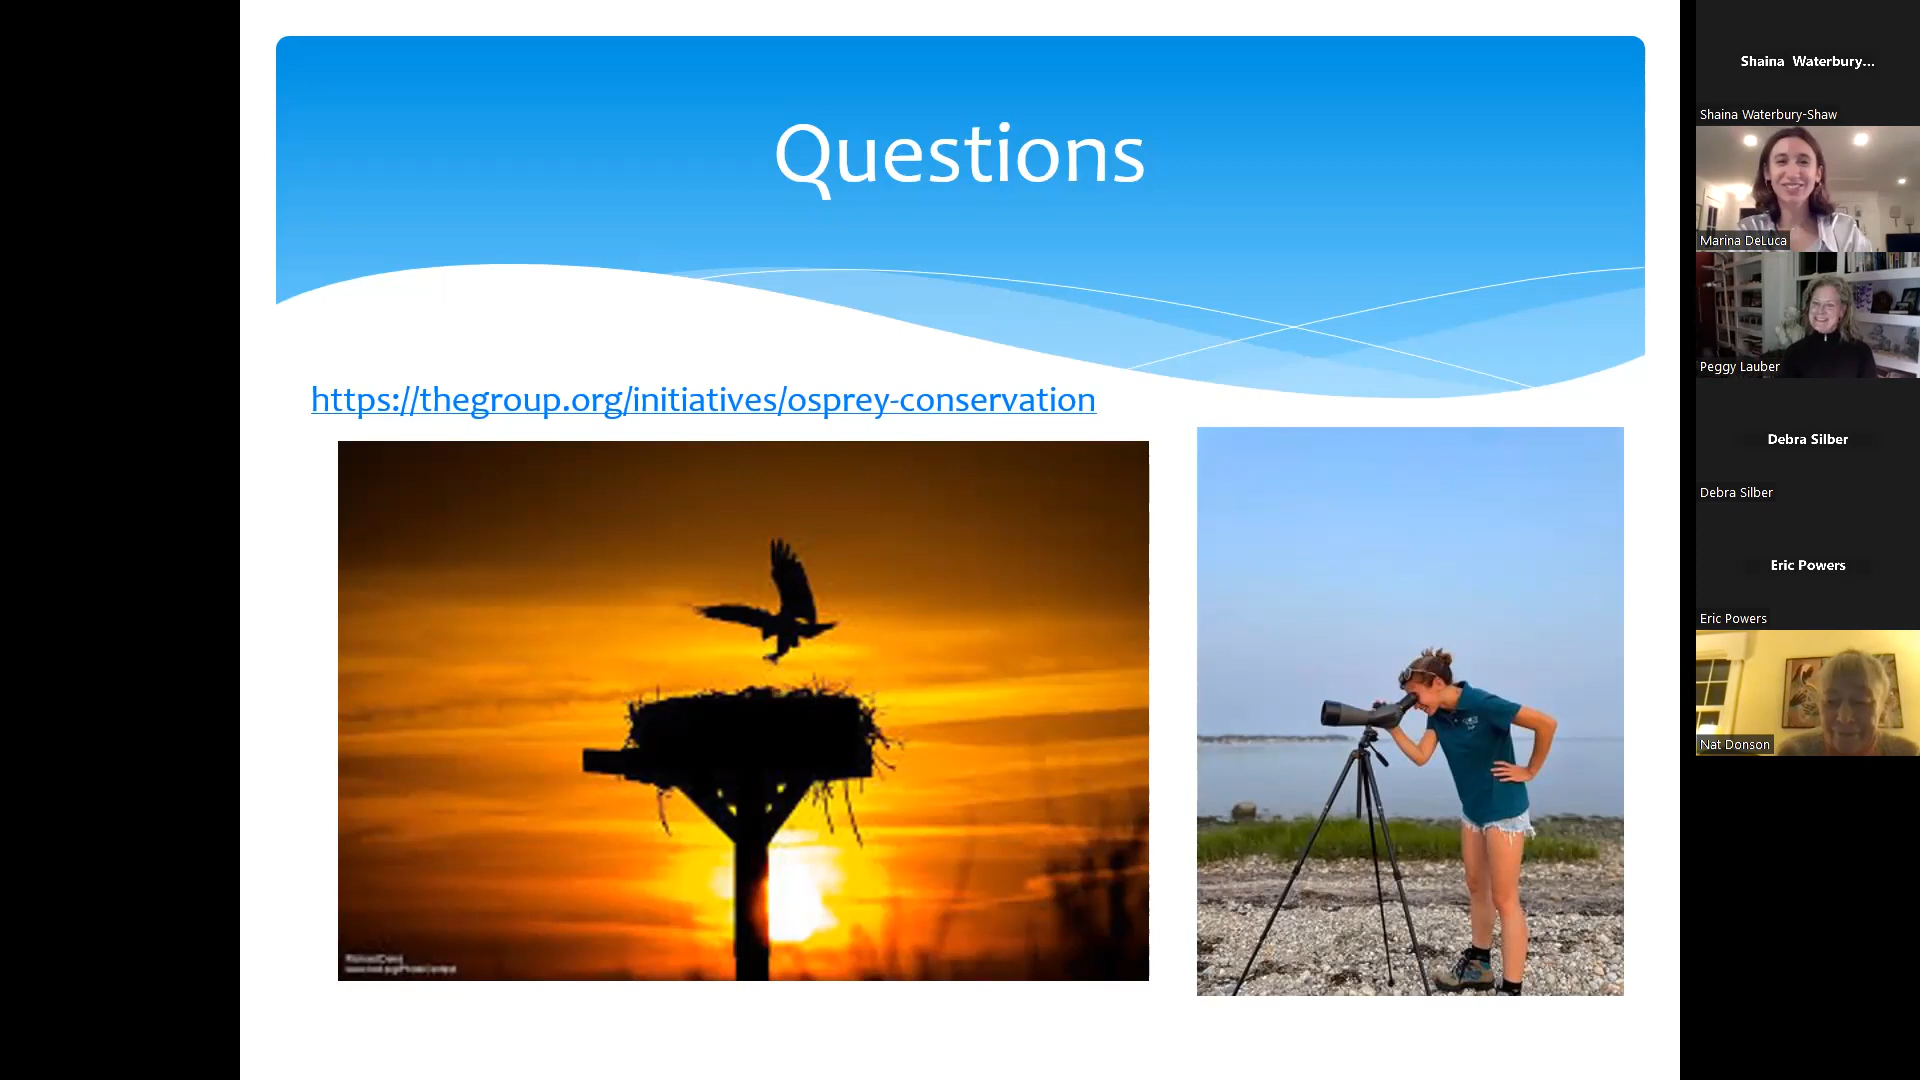 Questions
https://thegroup.org/initiatives/osprey-conservation
Shaina Waterbury...
Shaina Waterbury-Shaw
Marina DeLuca
Peggy Lauber
Debra Silber
Debra Silber
Eric Powers
Eric Powers
Nat Donson